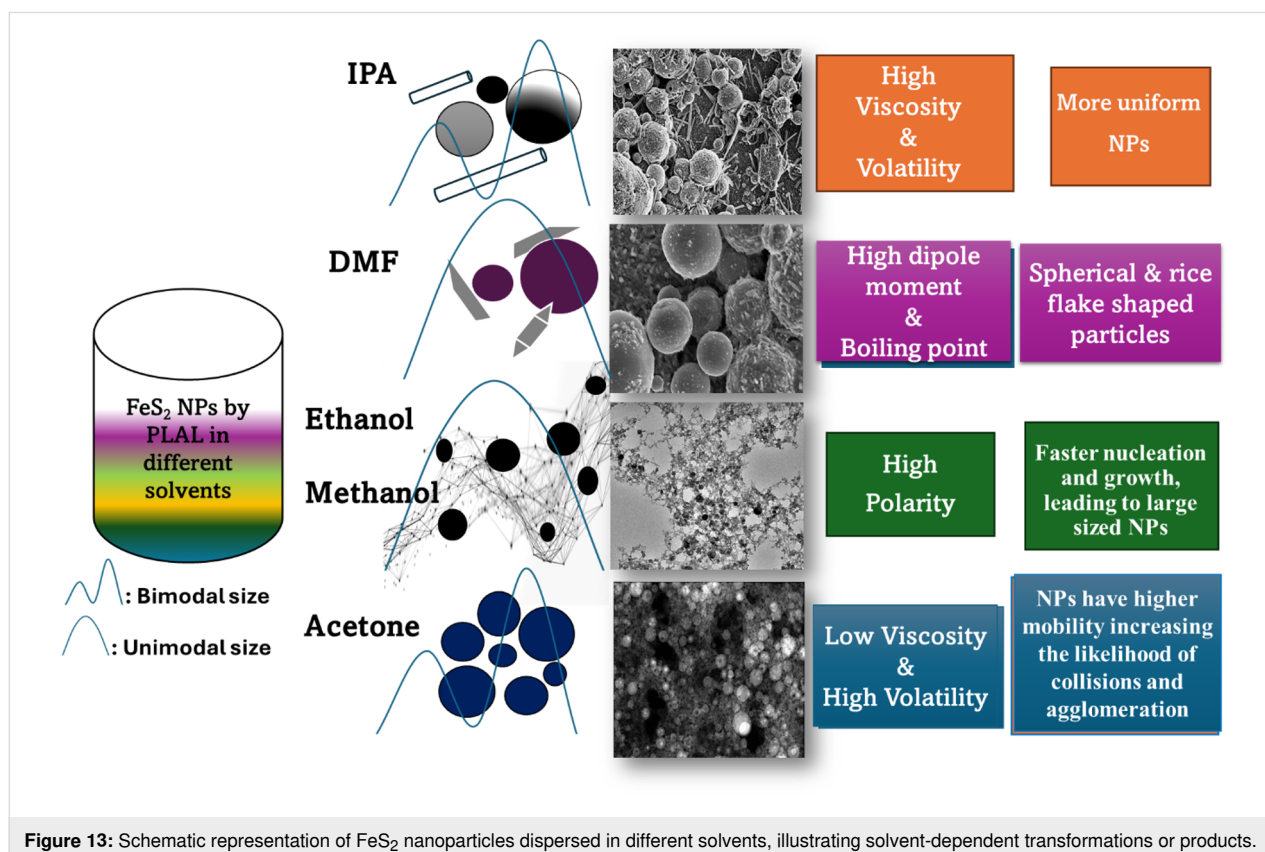 IPA
High
Viscosity
&
Volatility
More uniform
NPs
DMF
High dipole
moment
&
Boiling point
Spherical & rice
flake shaped
particles
FeS₂ NPs by
PLAL in
different
solvents
Ethanol
Methanol
High
Polarity
Faster nucleation
and growth,
leading to large
sized NPs
: Bimodal size
: Unimodal size
Acetone
Low Viscosity
&
High Volatility
NPs have higher
mobility increasing
the likelihood of
collisions and
agglomeration
Figure 13: Schematic representation of FeS₂ nanoparticles dispersed in different solvents, illustrating solvent-dependent transformations or products.